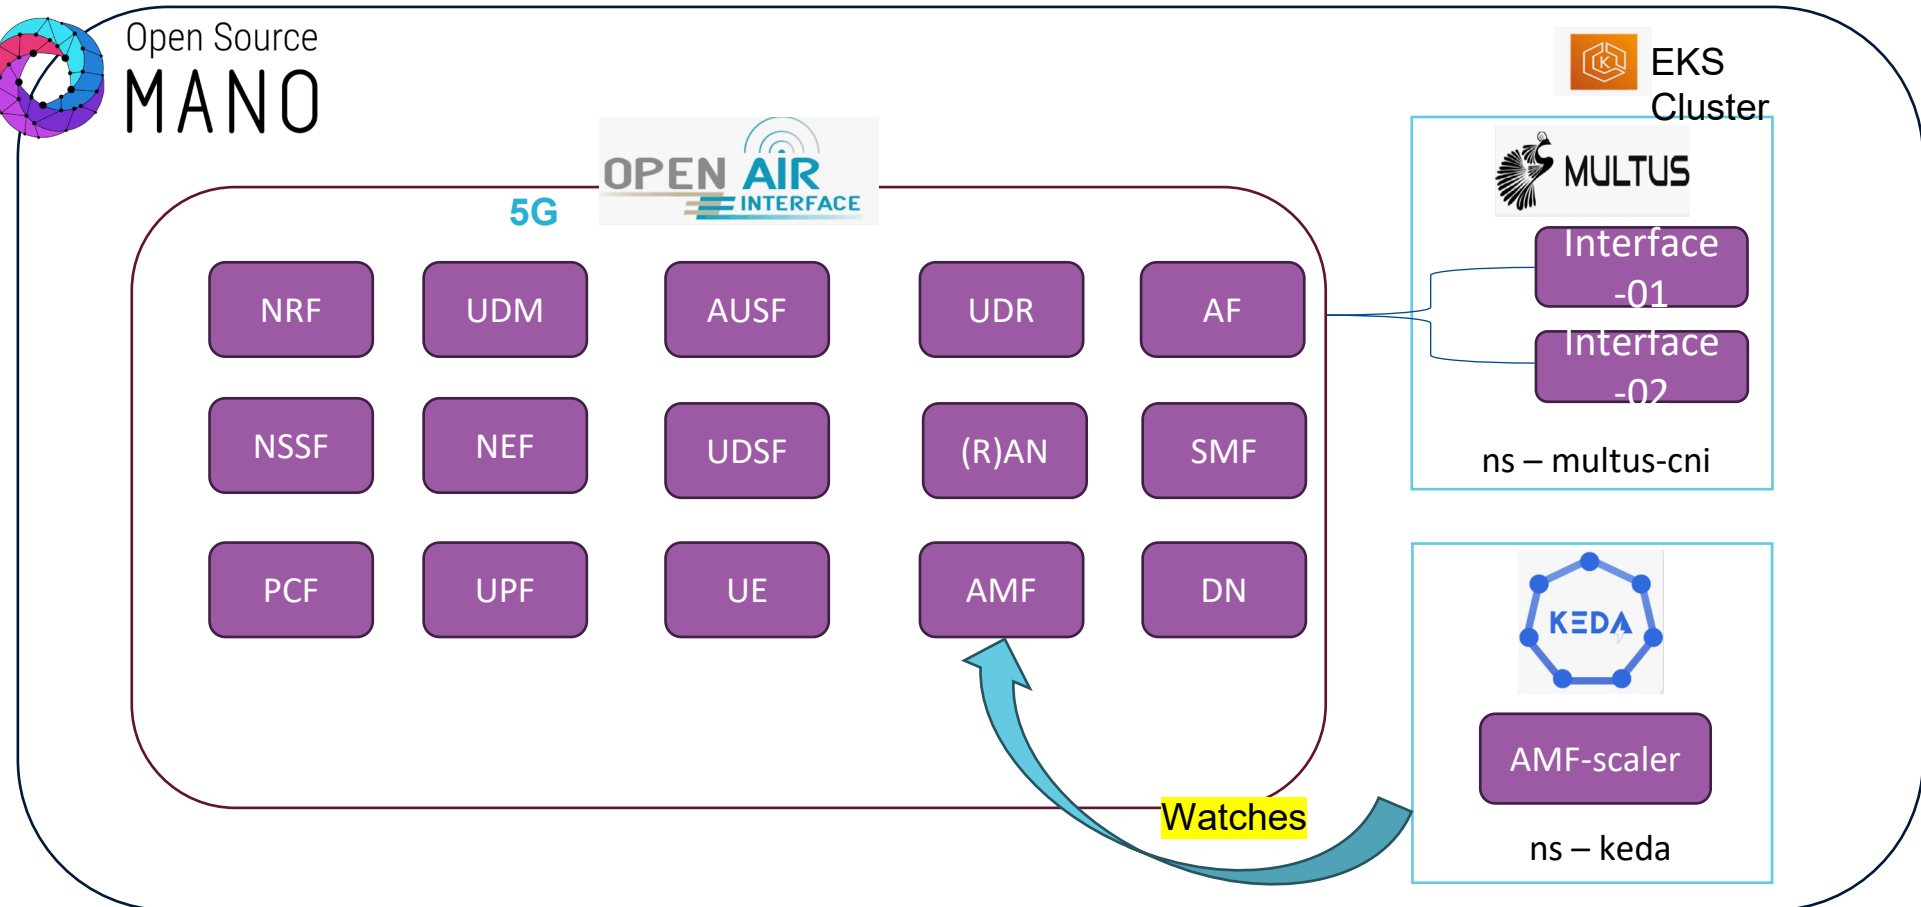 Open Source
MANO
EKS
Cluster
OPEN AIR
INTERFACE
5G
MULTUS
Interface
-01
Interface
-02
ns – multus-cni
NRF
UDM
AUSF
UDR
AF
NSSF
NEF
UDSF
(R)AN
SMF
PCF
UPF
UE
AMF
DN
KEDA
AMF-scaler
ns – keda
Watches